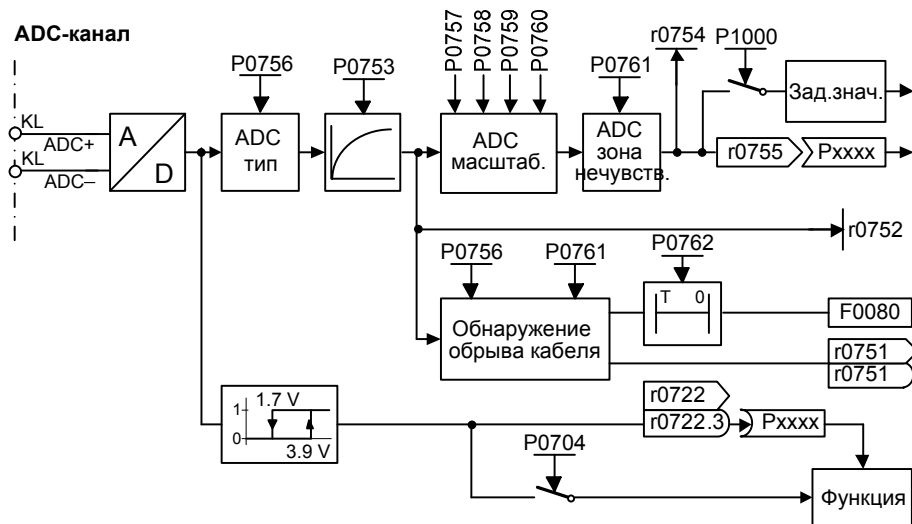 ADC-канал
P0756
P0753
P0757
P0758
P0759
P0760
P0761
r0754
P1000
KL
ADC+
KL
ADC–
A
D
ADC
тип
ADC
масштаб.
ADC
зона
нечувств.
Зад.знач.
r0755
Pxxxx
r0752
P0756
P0761
P0762
T
0
Обнаружение
обрыва кабеля
F0080
r0751
r0751
1.7 V
1
0
3.9 V
r0722
r0722.3
Pxxxx
P0704
Функция